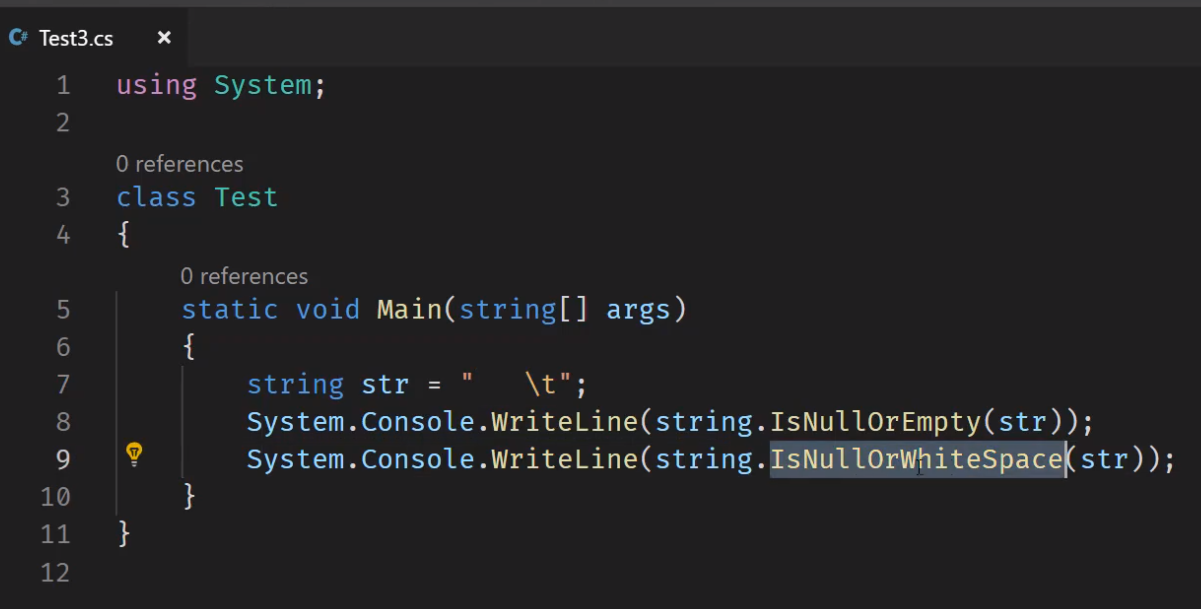 C# Test3.cs ×
1 using System;
2
0 references
3 class Test
4 {
0 references
5 static void Main(string[] args)
6 {
7 string str = "   \t";
8 System.Console.WriteLine(string.IsNullOrEmpty(str));
9 System.Console.WriteLine(string.IsNullOrWhiteSpace(str));
10 }
11 }
12